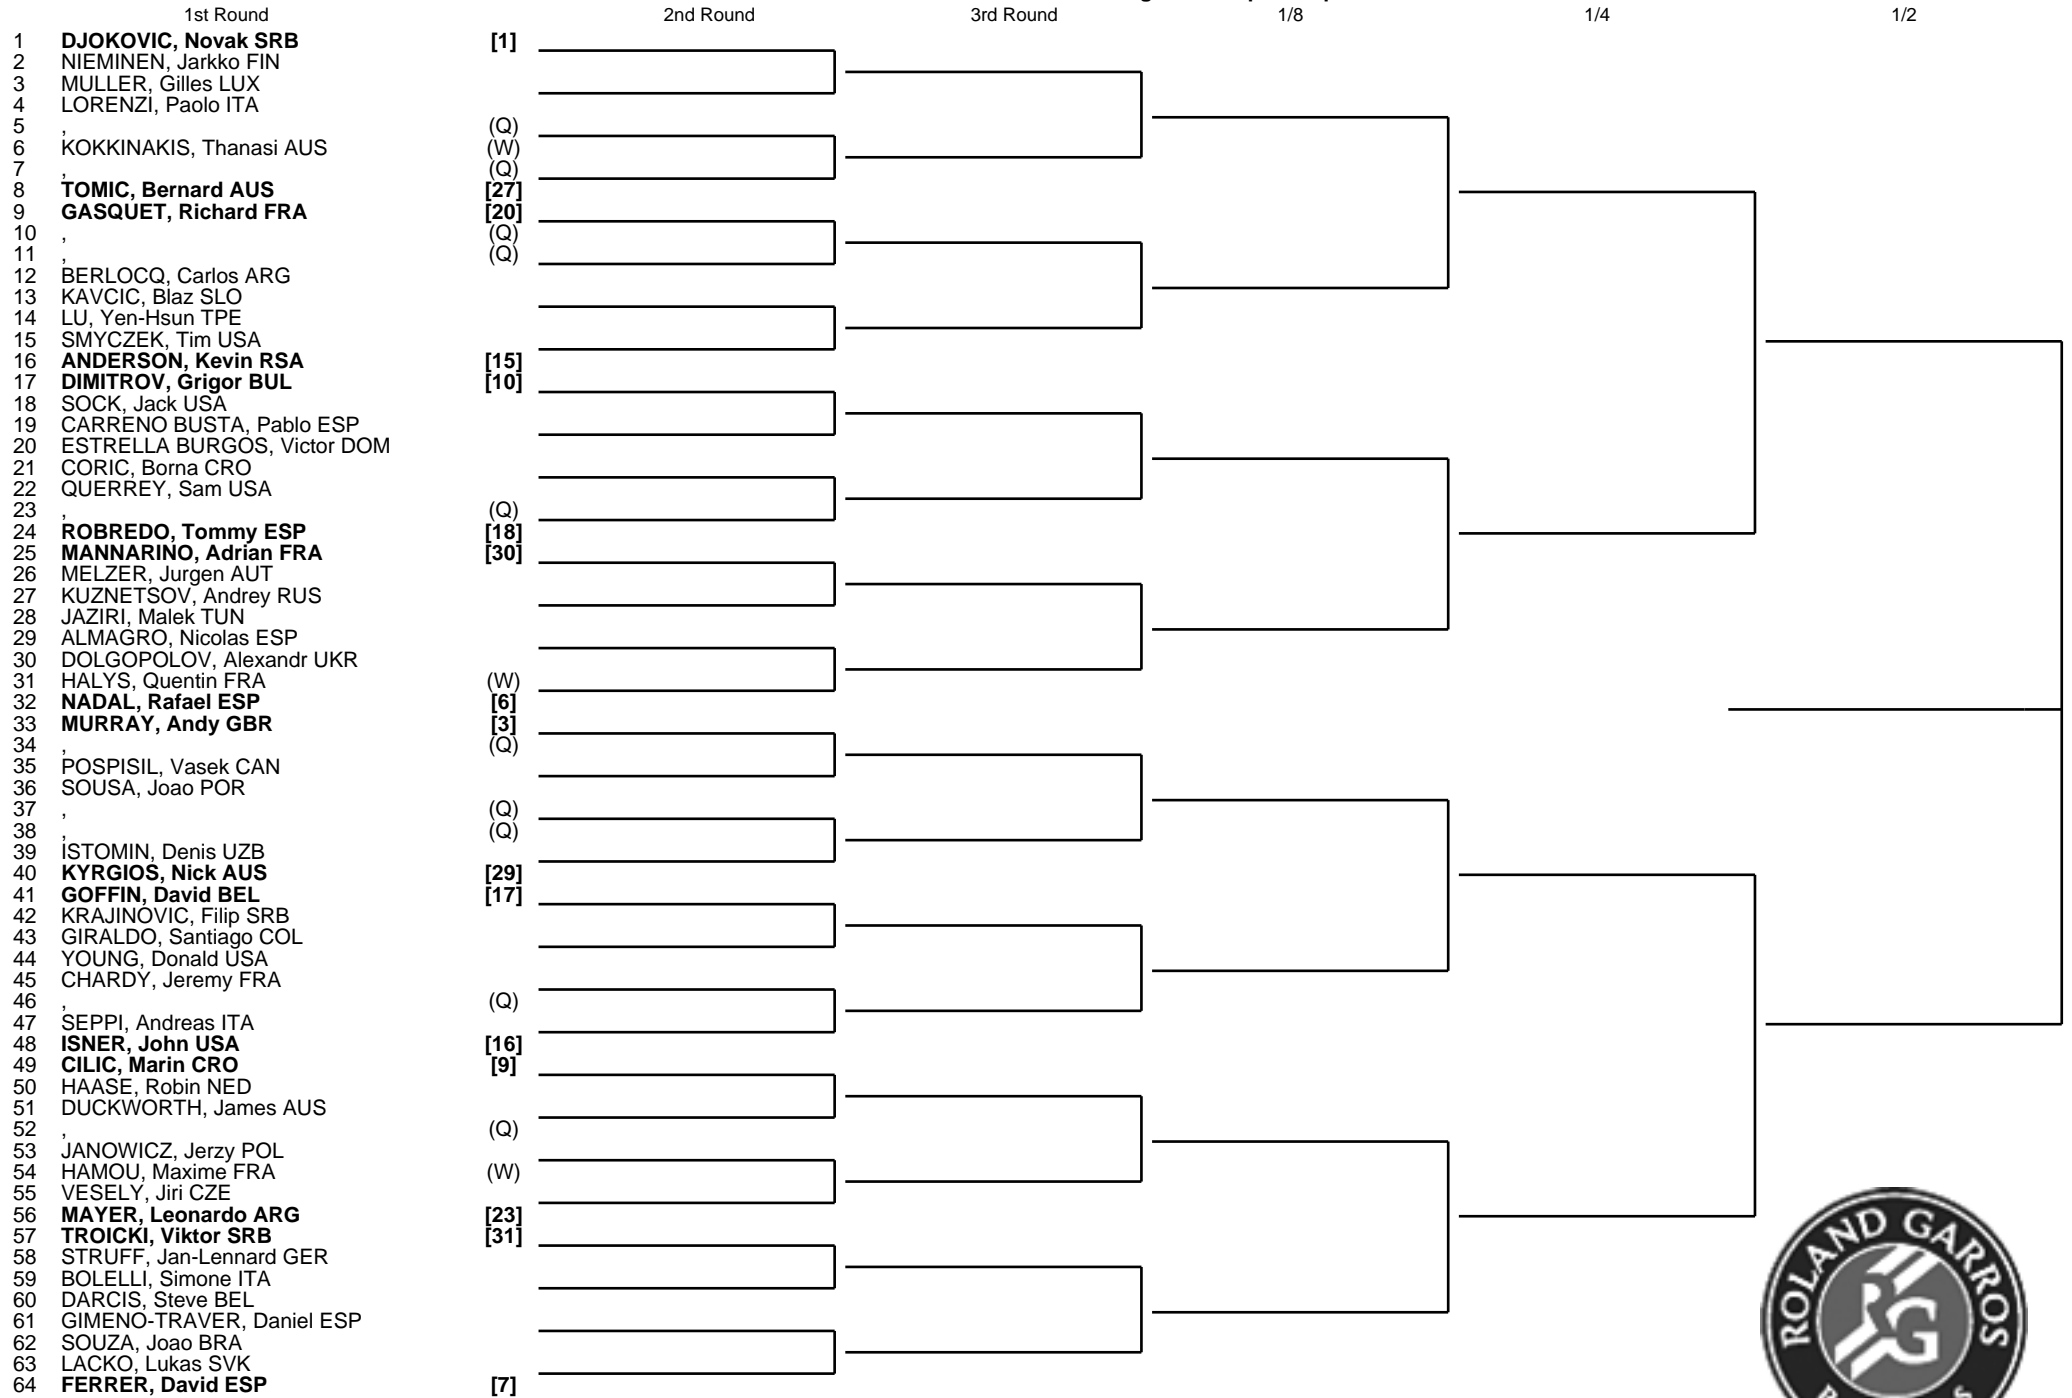 1st Round 2nd Round 3rd Round 1/8 1/4 1/2
1 DJOKOVIC, Novak SRB [1]
2 NIEMINEN, Jarkko FIN
3 MULLER, Gilles LUX
4 LORENZI, Paolo ITA
5 , (Q)
6 KOKKINAKIS, Thanasi AUS (W)
7 , (Q)
8 TOMIC, Bernard AUS [27]
9 GASQUET, Richard FRA [20]
10 , (Q)
11 , (Q)
12 BERLOCQ, Carlos ARG
13 KAVCIC, Blaz SLO
14 LU, Yen-Hsun TPE
15 SMYCZEK, Tim USA
16 ANDERSON, Kevin RSA [15]
17 DIMITROV, Grigor BUL [10]
18 SOCK, Jack USA
19 CARRENO BUSTA, Pablo ESP
20 ESTRELLA BURGOS, Victor DOM
21 CORIC, Borna CRO
22 QUERREY, Sam USA
23 , (Q)
24 ROBREDO, Tommy ESP [18]
25 MANNARINO, Adrian FRA [30]
26 MELZER, Jurgen AUT
27 KUZNETSOV, Andrey RUS
28 JAZIRI, Malek TUN
29 ALMAGRO, Nicolas ESP
30 DOLGOPOLOV, Alexandr UKR
31 HALYS, Quentin FRA (W)
32 NADAL, Rafael ESP [6]
33 MURRAY, Andy GBR [3]
34 , (Q)
35 POSPISIL, Vasek CAN
36 SOUSA, Joao POR
37 , (Q)
38 , (Q)
39 ISTOMIN, Denis UZB
40 KYRGIOS, Nick AUS [29]
41 GOFFIN, David BEL [17]
42 KRAJINOVIC, Filip SRB
43 GIRALDO, Santiago COL
44 YOUNG, Donald USA
45 CHARDY, Jeremy FRA
46 , (Q)
47 SEPPI, Andreas ITA
48 ISNER, John USA [16]
49 CILIC, Marin CRO [9]
50 HAASE, Robin NED
51 DUCKWORTH, James AUS
52 , (Q)
53 JANOWICZ, Jerzy POL
54 HAMOU, Maxime FRA (W)
55 VESELY, Jiri CZE
56 MAYER, Leonardo ARG [23]
57 TROICKI, Viktor SRB [31]
58 STRUFF, Jan-Lennard GER
59 BOLELLI, Simone ITA
60 DARCIS, Steve BEL
61 GIMENO-TRAVER, Daniel ESP
62 SOUZA, Joao BRA
63 LACKO, Lukas SVK
64 FERRER, David ESP [7]
ROLAND GARROS
RG